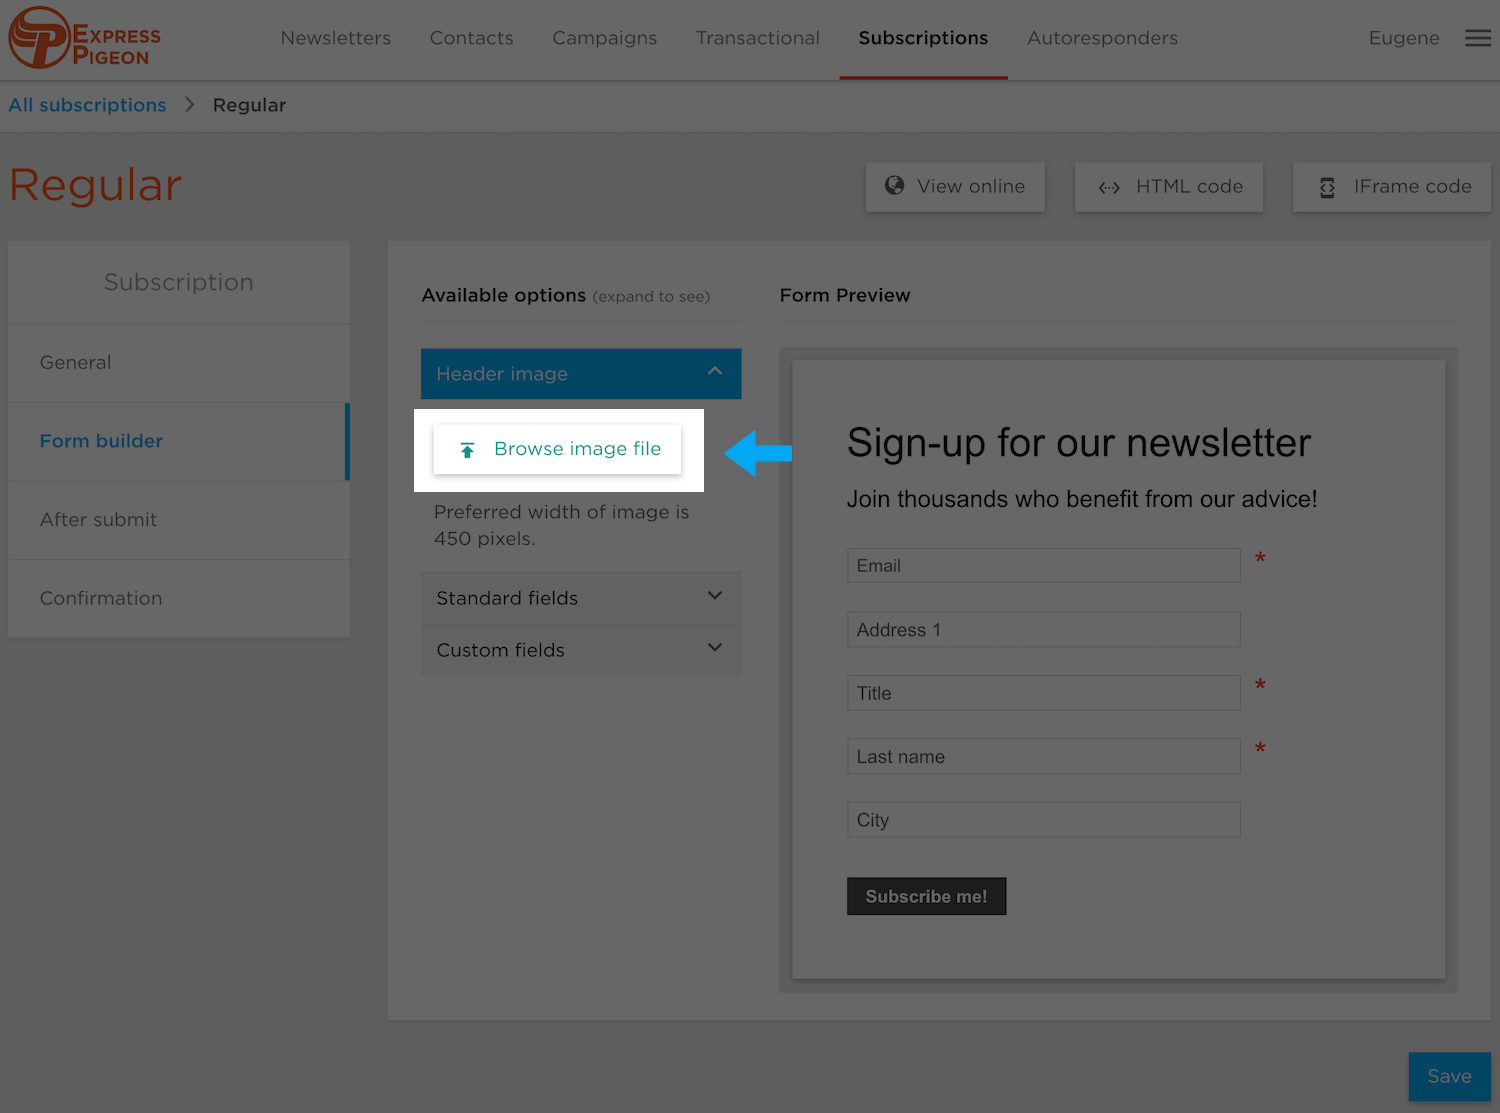 EXPRESS
PIGEON
Newsletters
Contacts
Campaigns
Transactional
Subscriptions
Autoresponders
Eugene
All subscriptions
Regular
Regular
View online
HTML code
IFrame code
Subscription
General
Form builder
After submit
Confirmation
Available options (expand to see)
Header image
Browse image file
Preferred width of image is
450 pixels.
Standard fields
Custom fields
Form Preview
Sign-up for our newsletter
Join thousands who benefit from our advice!
Email *
Address 1
Title *
Last name *
City
Subscribe me!
Save